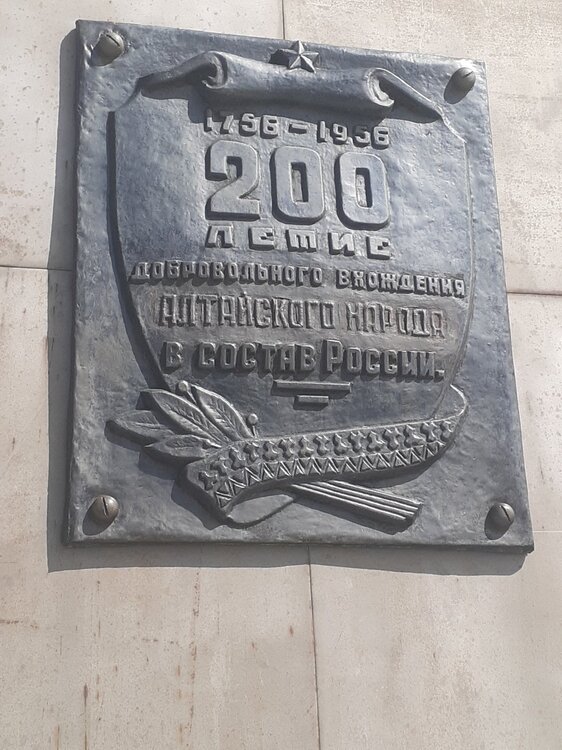 1756-1956
200
ЛЕТИЕ
ДОБРОВОЛЬНОГО ВХОЖДЕНИЯ
АЛТАЙСКОГО НАРОДА
В СОСТАВ РОССИИ.